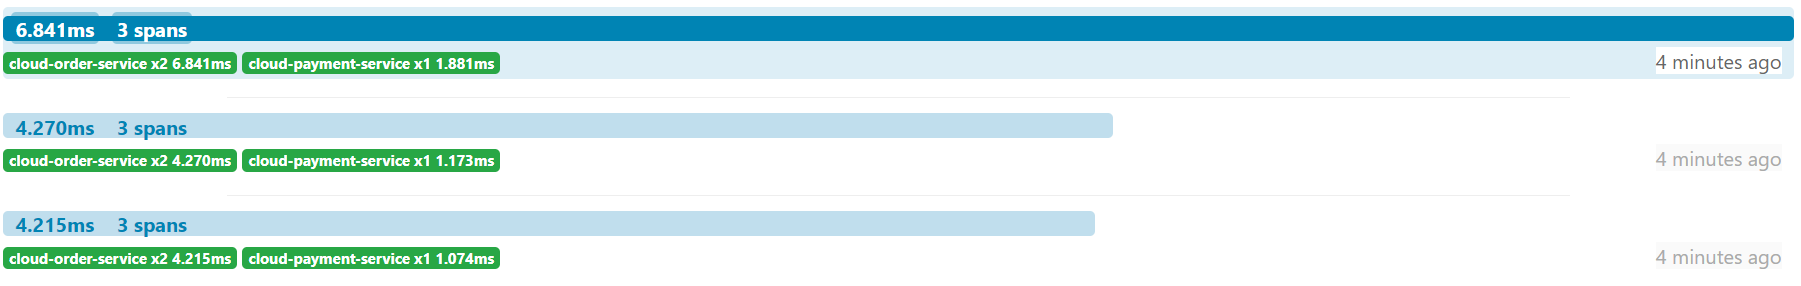 6.841ms 3 spans
cloud-order-service x2 6.841ms cloud-payment-service x1 1.881ms 4 minutes ago
4.270ms 3 spans
cloud-order-service x2 4.270ms cloud-payment-service x1 1.173ms 4 minutes ago
4.215ms 3 spans
cloud-order-service x2 4.215ms cloud-payment-service x1 1.074ms 4 minutes ago